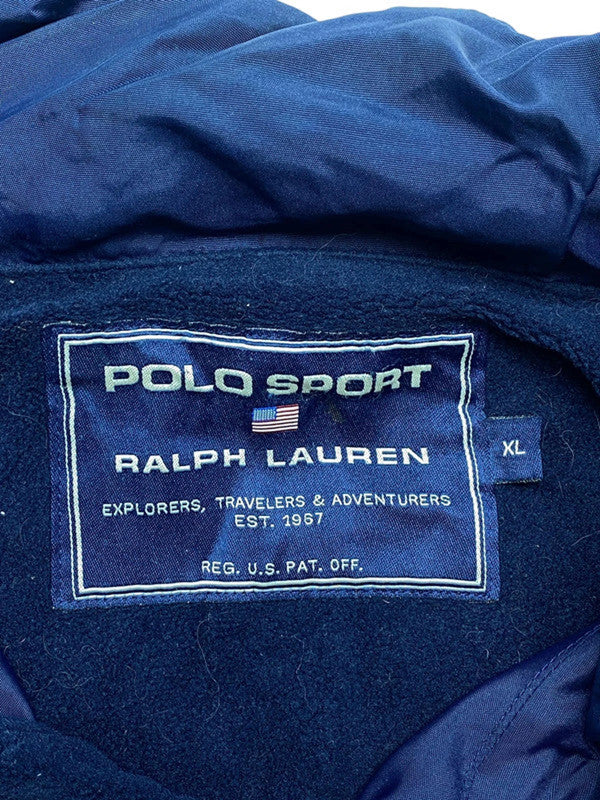 POLO SPORT
RALPH LAUREN
EXPLORERS, TRAVELERS & ADVENTURERS
EST. 1967
REG. U.S. PAT. OFF.
XL